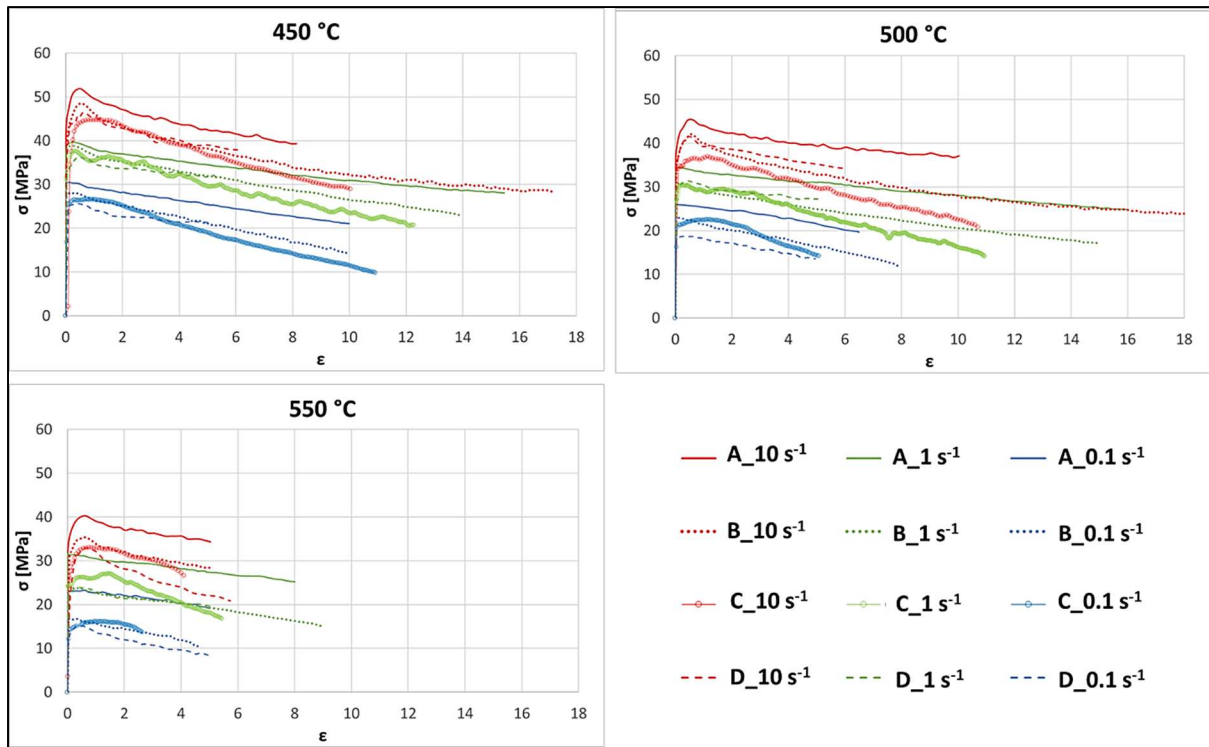 450 °C
60
50
40
30
20
10
0
σ [MPa]
0 2 4 6 8 10 12 14 16 18
ε
500 °C
60
50
40
30
20
10
0
σ [MPa]
0 2 4 6 8 10 12 14 16 18
ε
550 °C
60
50
40
30
20
10
0
σ [MPa]
0 2 4 6 8 10 12 14 16 18
ε
A_10 s⁻¹ A_1 s⁻¹ A_0.1 s⁻¹
B_10 s⁻¹ B_1 s⁻¹ B_0.1 s⁻¹
C_10 s⁻¹ C_1 s⁻¹ C_0.1 s⁻¹
D_10 s⁻¹ D_1 s⁻¹ D_0.1 s⁻¹